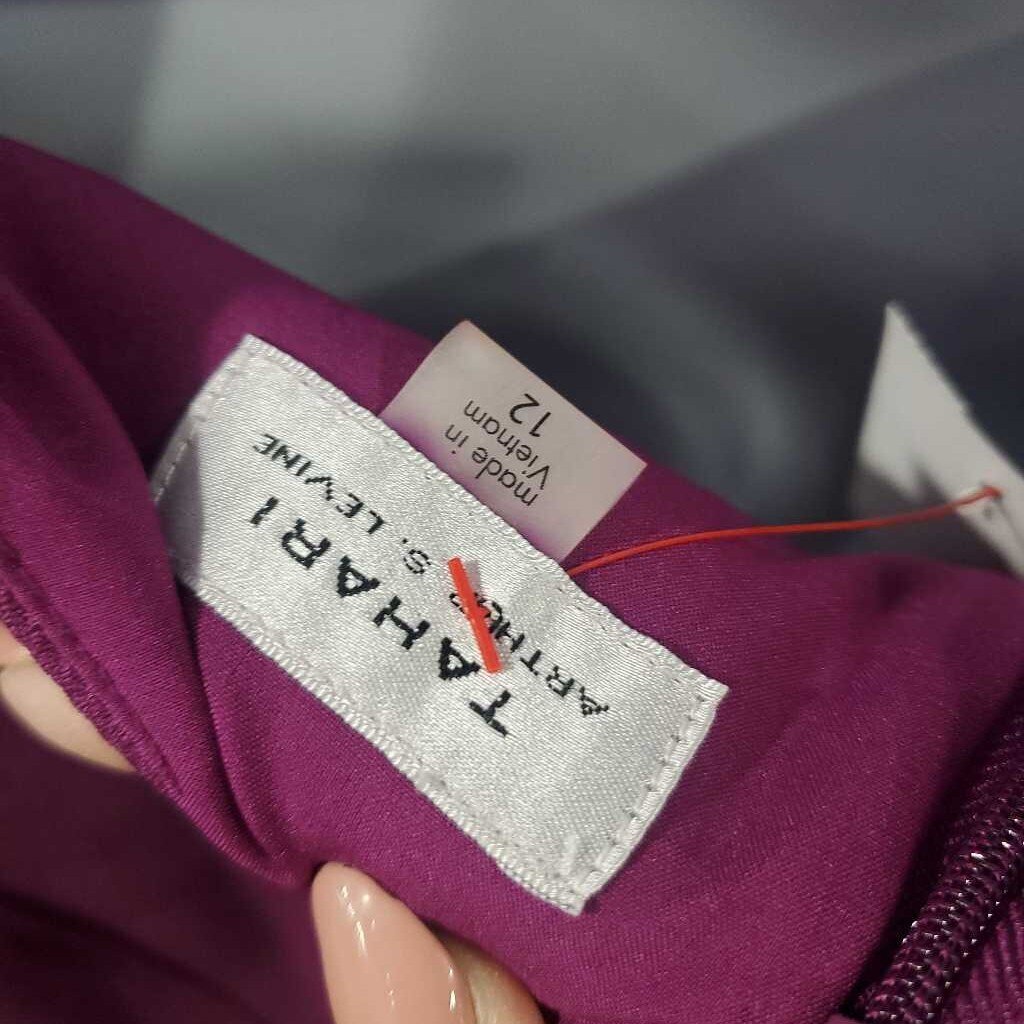 TAHARI
ARTHUR S. LEVINE
made in
Vietnam
12